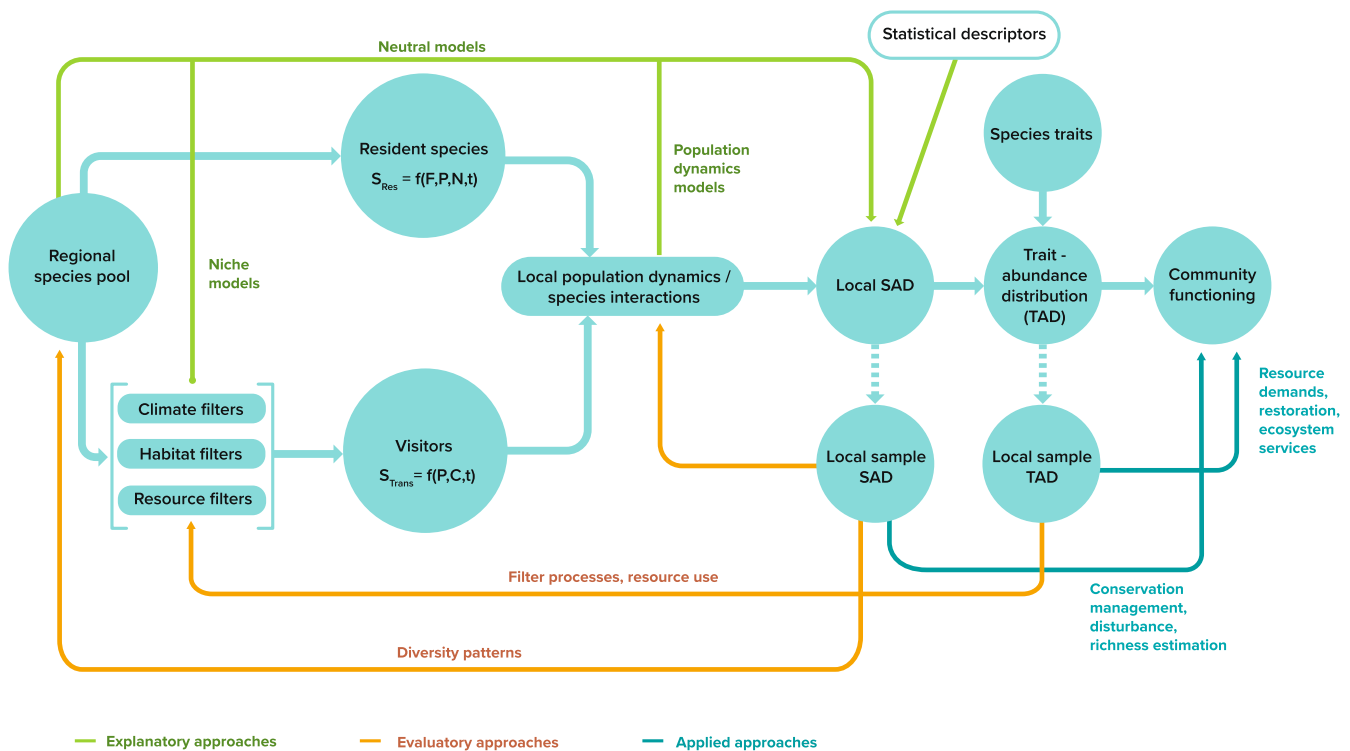 Neutral models
Statistical descriptors
Resident species
S_Res = f(F,P,N,t)
Population
dynamics
models
Species traits
Regional
species pool
Niche
models
Local population dynamics /
species interactions
Local SAD
Trait -
abundance
distribution
(TAD)
Community
functioning
Climate filters
Habitat filters
Resource filters
Visitors
S_Trans= f(P,C,t)
Local sample
SAD
Local sample
TAD
Resource
demands,
restoration,
ecosystem
services
Filter processes, resource use
Conservation
management,
disturbance,
richness estimation
Diversity patterns
Explanatory approaches
Evaluatory approaches
Applied approaches